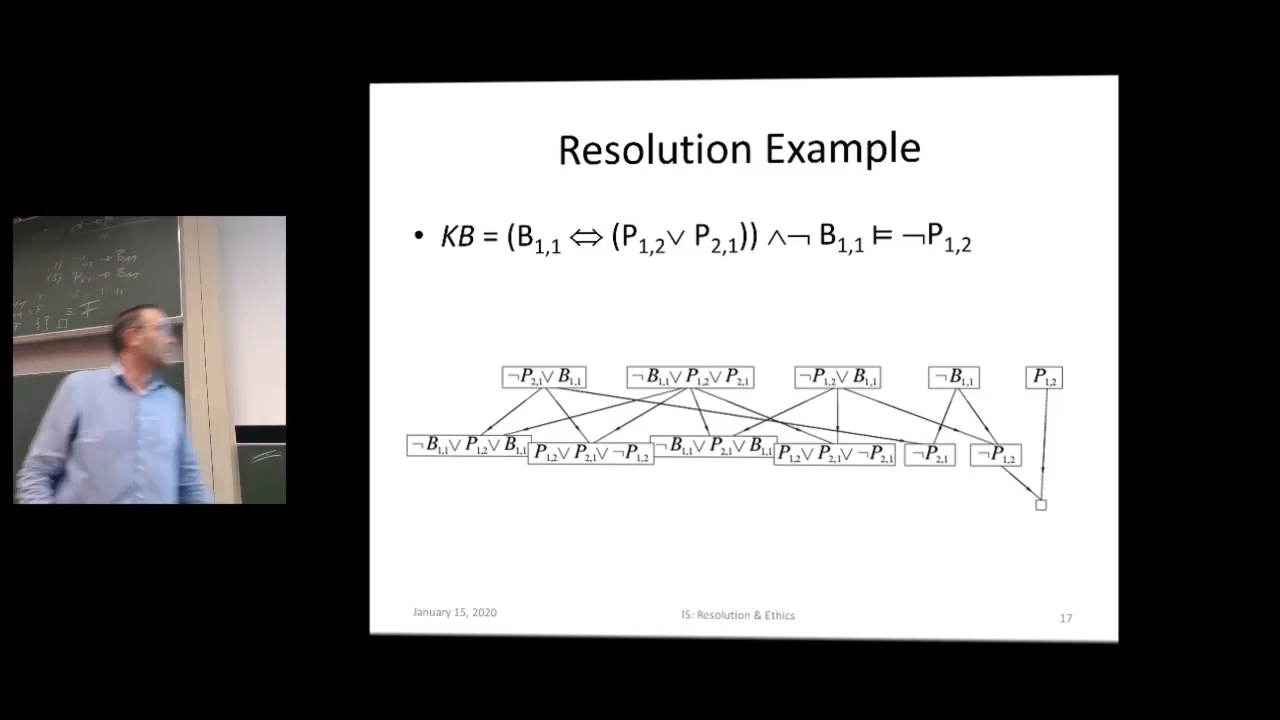 Resolution Example
• KB = (B1,1 ⇔ (P1,2∨ P2,1)) ∧¬ B1,1 ⊨ ¬P1,2
¬P2,1∨ B1,1 ¬B1,1∨ P1,2∨ P2,1 ¬P1,2∨ B1,1 ¬B1,1 P1,2
¬B1,1∨ P1,2∨ B1,1 P1,2∨ P2,1∨ ¬P1,2 ¬B1,1∨ P2,1∨ B1,1 P1,2∨ P2,1∨ ¬P2,1 ¬P2,1 ¬P1,2
January 15, 2020 IS: Resolution & Ethics 17